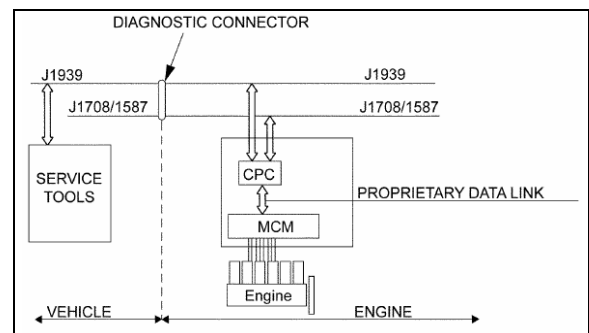 DIAGNOSTIC CONNECTOR
J1939
J1939
J1708/1587
J1708/1587
SERVICE
TOOLS
CPC
PROPRIETARY DATA LINK
MCM
Engine
VEHICLE
ENGINE